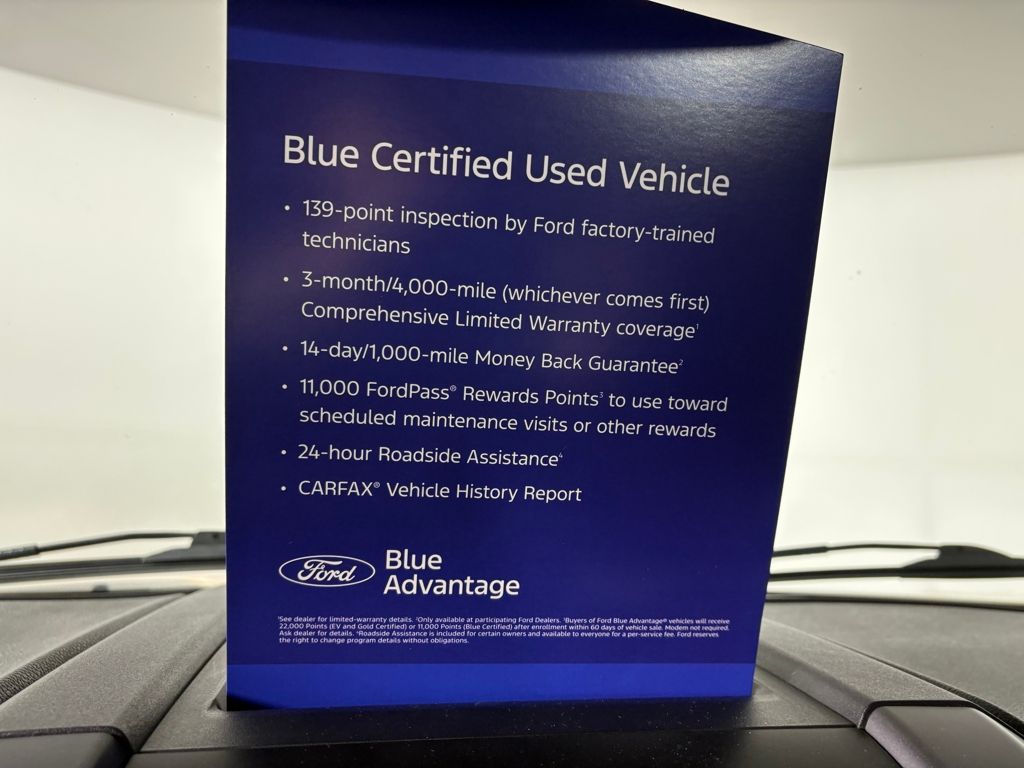 Blue Certified Used Vehicle
• 139-point inspection by Ford factory-trained
technicians
• 3-month/4,000-mile (whichever comes first)
Comprehensive Limited Warranty coverage¹
• 14-day/1,000-mile Money Back Guarantee²
• 11,000 FordPass® Rewards Points³ to use toward
scheduled maintenance visits or other rewards
• 24-hour Roadside Assistance⁴
• CARFAX® Vehicle History Report
Ford
Blue
Advantage
¹See dealer for limited-warranty details. ²Only available at participating Ford Dealers. ³Buyers of Ford Blue Advantage® vehicles will receive
22,000 Points (EV and Gold Certified) or 11,000 Points (Blue Certified) after enrollment within 60 days of vehicle sale. Modem not required.
Ask dealer for details. ⁴Roadside Assistance is included for certain owners and available to everyone for a per-service fee. Ford reserves
the right to change program details without obligations.